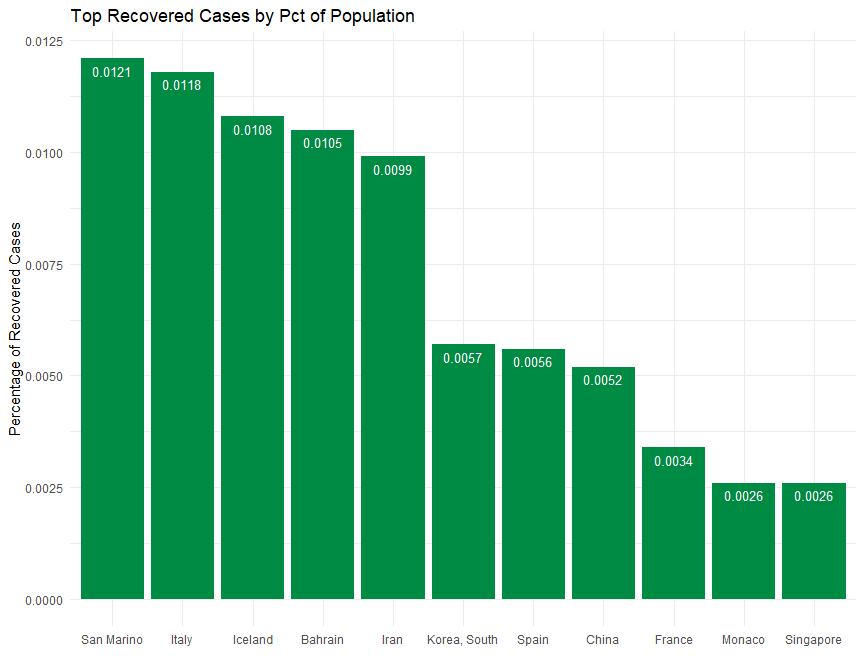 Top Recovered Cases by Pct of Population
Percentage of Recovered Cases
0.0125
0.0100
0.0075
0.0050
0.0025
0.0000
0.0121
0.0118
0.0108
0.0105
0.0099
0.0057
0.0056
0.0052
0.0034
0.0026
0.0026
San Marino
Italy
Iceland
Bahrain
Iran
Korea, South
Spain
China
France
Monaco
Singapore